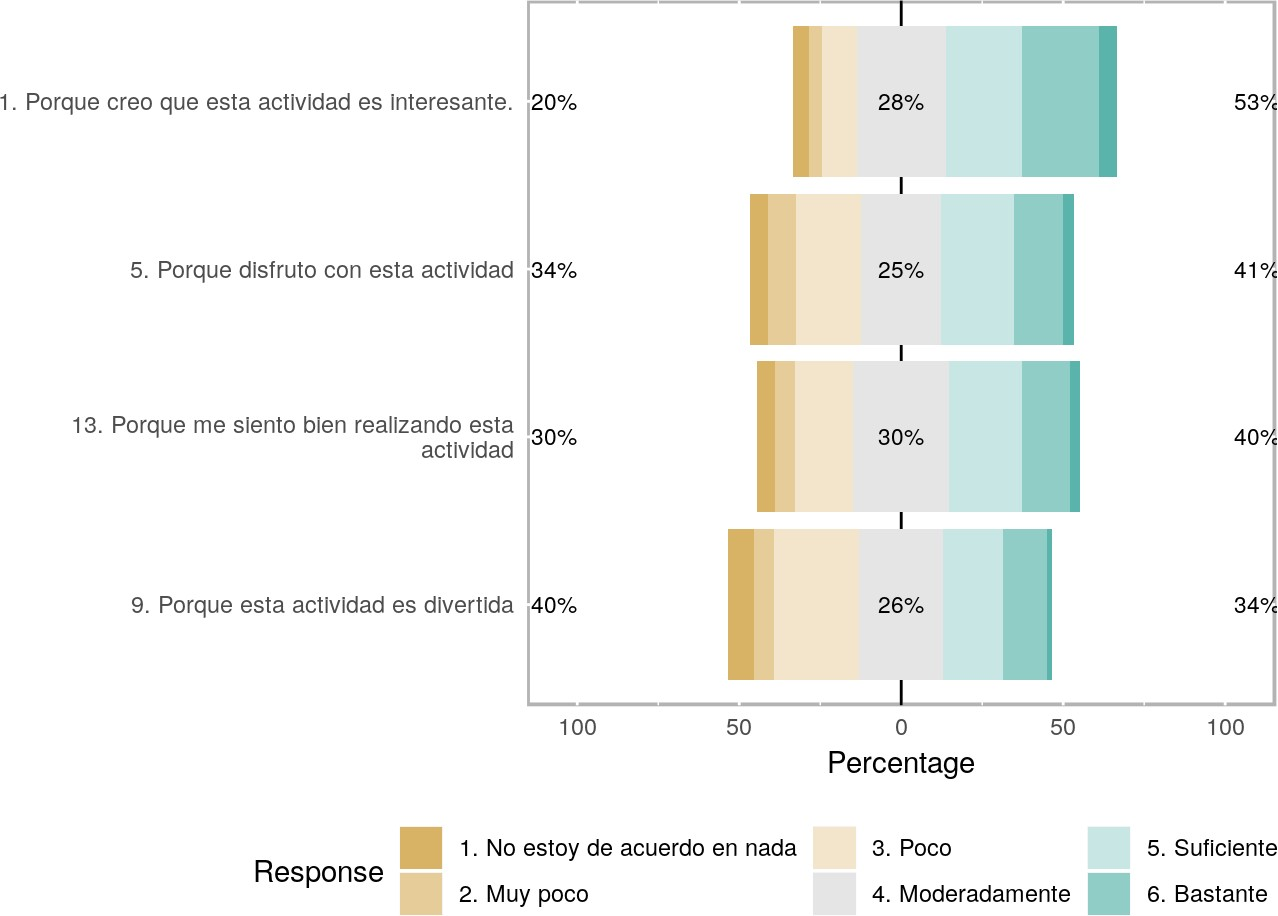 1. Porque creo que esta actividad es interesante.
20%
28%
53%
5. Porque disfruto con esta actividad
34%
25%
41%
13. Porque me siento bien realizando esta
actividad
30%
30%
40%
9. Porque esta actividad es divertida
40%
26%
34%
100 50 0 50 100
Percentage
Response
1. No estoy de acuerdo en nada
2. Muy poco
3. Poco
4. Moderadamente
5. Suficiente
6. Bastante